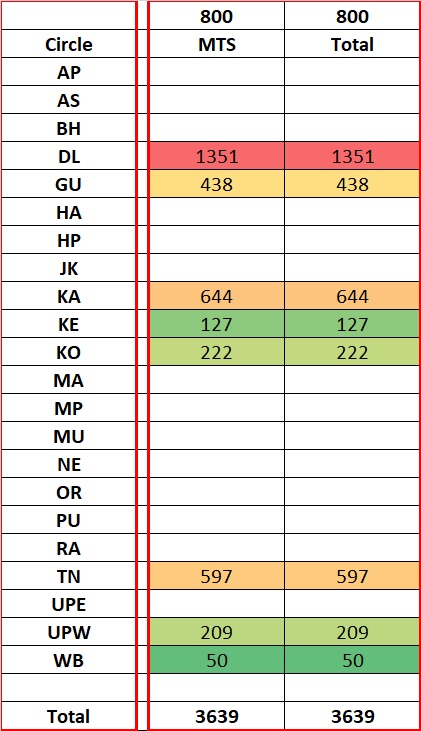 800 800
Circle MTS Total
AP
AS
BH
DL 1351 1351
GU 438 438
HA
HP
JK
KA 644 644
KE 127 127
KO 222 222
MA
MP
MU
NE
OR
PU
RA
TN 597 597
UPE
UPW 209 209
WB 50 50
Total 3639 3639